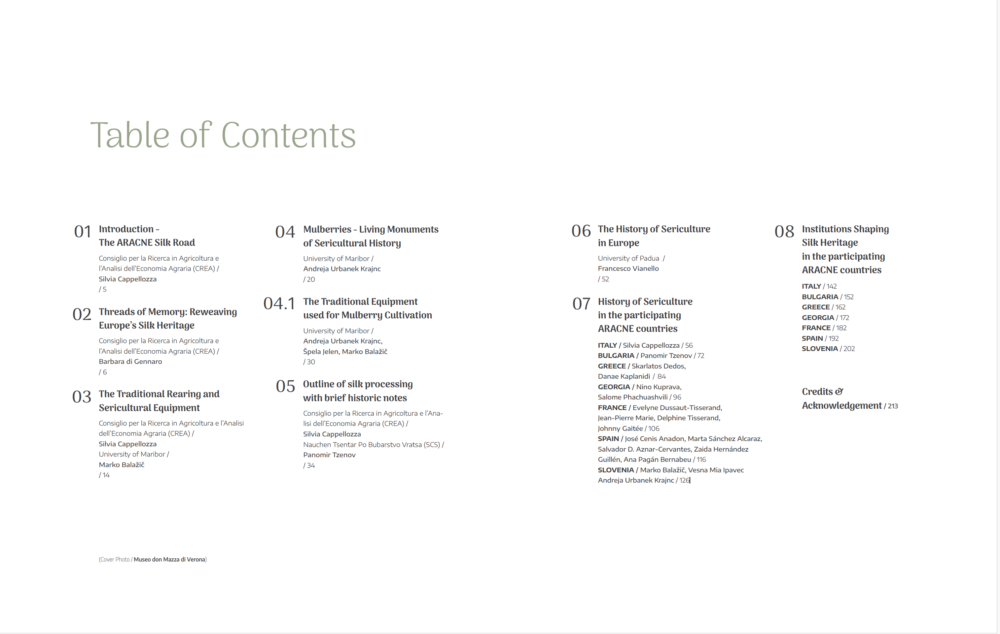 Table of Contents
01
Introduction -
The ARACNE Silk Road
Consiglio per la Ricerca in Agricoltura e
l’Analisi dell’Economia Agraria (CREA) /
Silvia Cappellozza
/ 5
02
Threads of Memory: Reweaving
Europe’s Silk Heritage
Consiglio per la Ricerca in Agricoltura e
l’Analisi dell’Economia Agraria (CREA) /
Barbara di Gennaro
/ 6
03
The Traditional Rearing and
Sericultural Equipment
Consiglio per la Ricerca in Agricoltura e l’Analisi
dell’Economia Agraria (CREA) /
Silvia Cappellozza
University of Maribor /
Marko Balažič
/ 14
04
Mulberries - Living Monuments
of Sericultural History
University of Maribor /
Andreja Urbanek Krajnc
/ 20
04.1
The Traditional Equipment
used for Mulberry Cultivation
University of Maribor /
Andreja Urbanek Krajnc,
Špela Jelen, Marko Balažič
/ 30
05
Outline of silk processing
with brief historic notes
Consiglio per la Ricerca in Agricoltura e l’Ana-
lisi dell’Economia Agraria (CREA) /
Silvia Cappellozza
Nauchen Tsentar Po Bubarstvo Vratsa (SCS) /
Panomir Tzenov
/ 34
06
The History of Sericulture
in Europe
University of Padua /
Francesco Vianello
/ 52
07
History of Sericulture
in the participating
ARACNE countries
ITALY / Silvia Cappellozza / 56
BULGARIA / Panomir Tzenov / 72
GREECE / Skarlatos Dedos,
Danae Kaplanidi / 84
GEORGIA / Nino Kuprava,
Salome Phachuashvili / 96
FRANCE / Evelyne Dussaut-Tisserand,
Jean-Pierre Marie, Delphine Tisserand,
Johnny Gaitée / 106
SPAIN / José Cenis Anadon, Marta Sánchez Alcaraz,
Salvador D. Aznar-Cervantes, Zaida Hernández
Guillén, Ana Pagán Bernabeu / 116
SLOVENIA / Marko Balažič, Vesna Mia Ipavec
Andreja Urbanek Krajnc / 126
08
Institutions Shaping
Silk Heritage
in the participating
ARACNE countries
ITALY / 142
BULGARIA / 152
GREECE / 162
GEORGIA / 172
FRANCE / 182
SPAIN / 192
SLOVENIA / 202
Credits &
Acknowledgement / 213
(Cover Photo / Museo don Mazza di Verona)